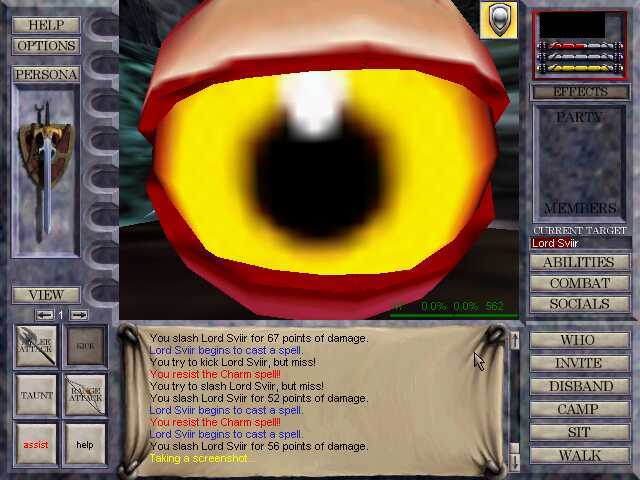 HELP
OPTIONS
PERSONA
VIEW
1
MELEE
ATTACK
KICK
TAUNT
RANGE
ATTACK
assist
help
0.0% 0.0% 562
You slash Lord Sviir for 67 points of damage.
Lord Sviir begins to cast a spell.
You try to kick Lord Sviir, but miss!
You resist the Charm spell!
You try to slash Lord Sviir, but miss!
You slash Lord Sviir for 52 points of damage.
Lord Sviir begins to cast a spell.
You resist the Charm spell!
Lord Sviir begins to cast a spell.
You slash Lord Sviir for 56 points of damage.
Taking a screenshot...
EFFECTS
PARTY
MEMBERS
CURRENT TARGET
Lord Sviir
ABILITIES
COMBAT
SOCIALS
WHO
INVITE
DISBAND
CAMP
SIT
WALK